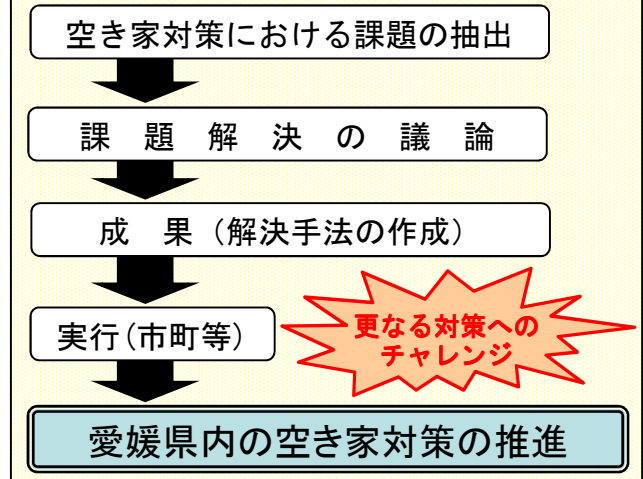 空き家対策における課題の抽出
課題解決の議論
成果（解決手法の作成）
実行（市町等）
更なる対策への
チャレンジ
愛媛県内の空き家対策の推進